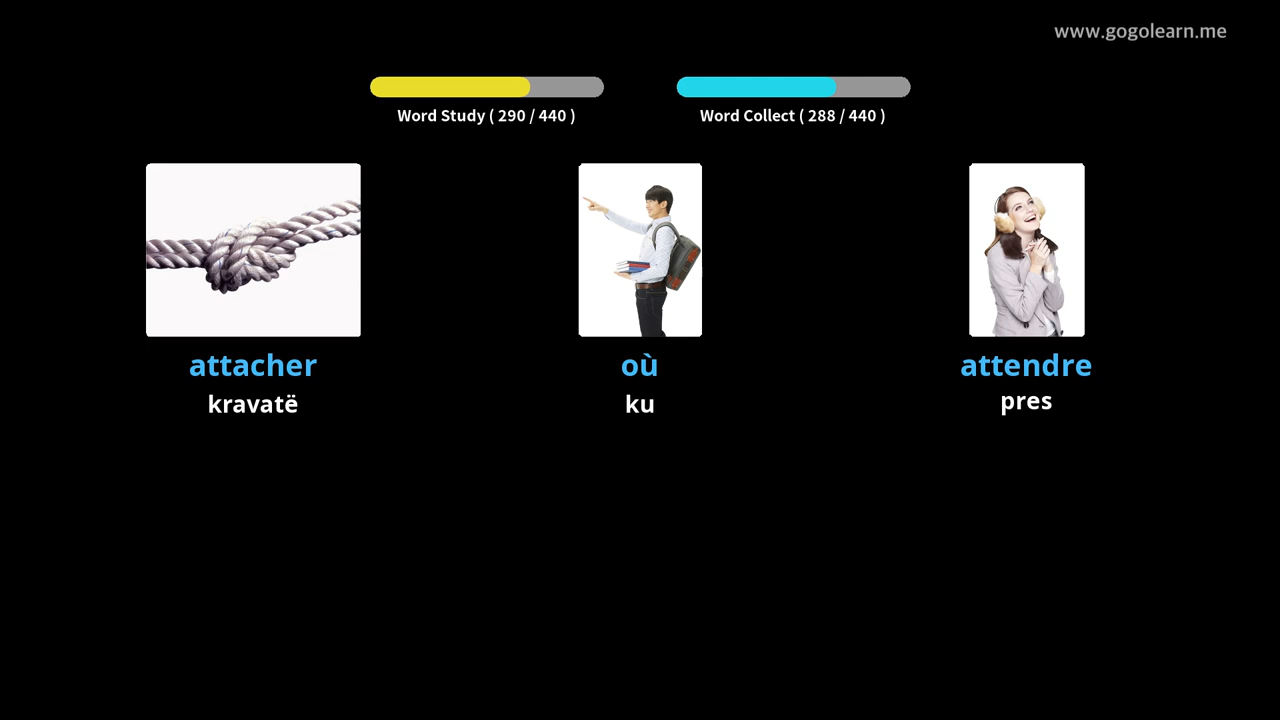 www.gogolearn.me
Word Study ( 290 / 440 )
Word Collect ( 288 / 440 )
attacher
kravatë
où
ku
attendre
pres